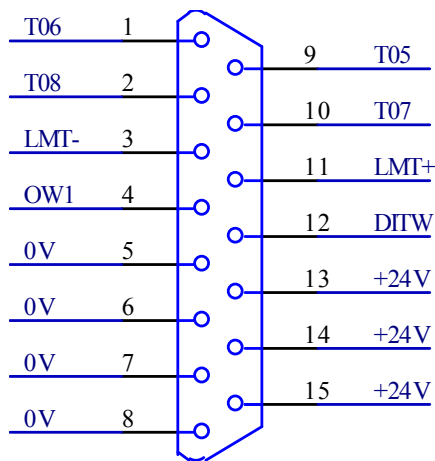 T06 1
9 T05
T08 2
10 T07
LMT- 3
11 LMT+
OW1 4
12 DITW
0V 5
13 +24V
0V 6
14 +24V
0V 7
15 +24V
0V 8